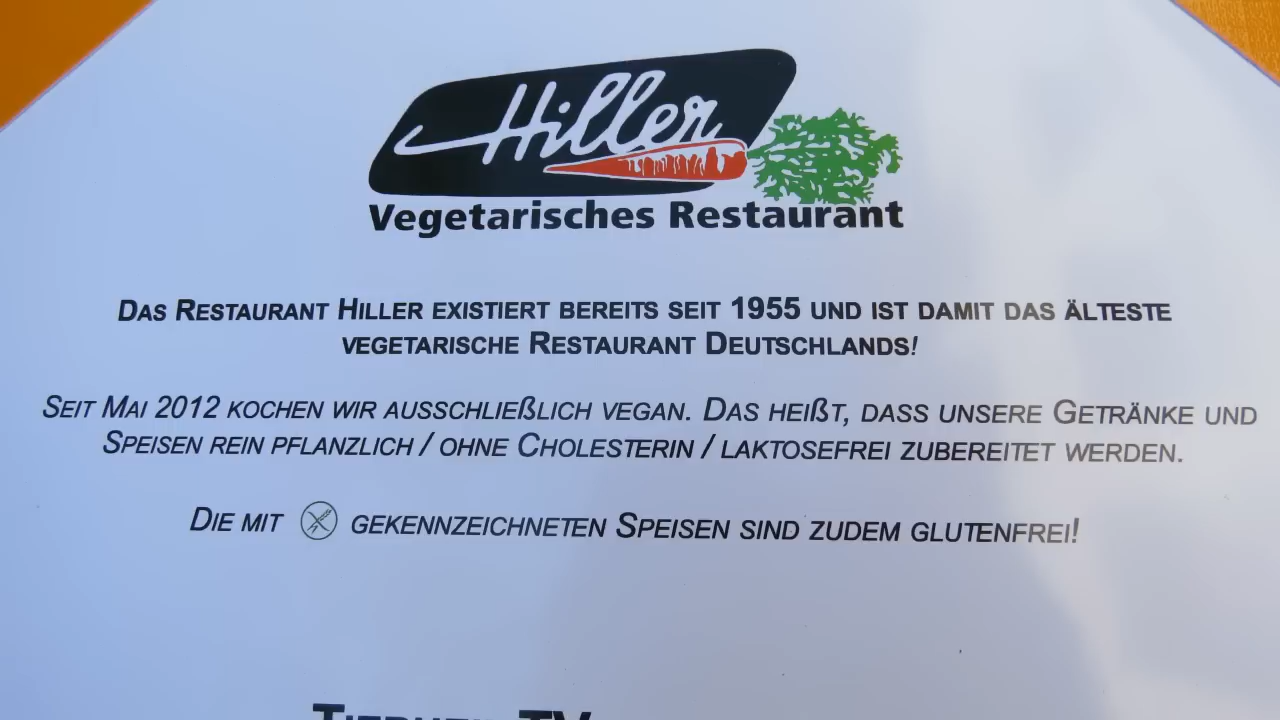 Hiller
Vegetarisches Restaurant
DAS RESTAURANT HILLER EXISTIERT BEREITS SEIT 1955 UND IST DAMIT DAS ÄLTESTE
VEGETARISCHE RESTAURANT DEUTSCHLANDS!
SEIT MAI 2012 KOCHEN WIR AUSSCHLIEßLICH VEGAN. DAS HEIßT, DASS UNSERE GETRÄNKE UND
SPEISEN REIN PFLANZLICH / OHNE CHOLESTERIN / LAKTOSEFREI ZUBEREITET WERDEN.
DIE MIT GEKENNZEICHNETEN SPEISEN SIND ZUDEM GLUTENFREI!